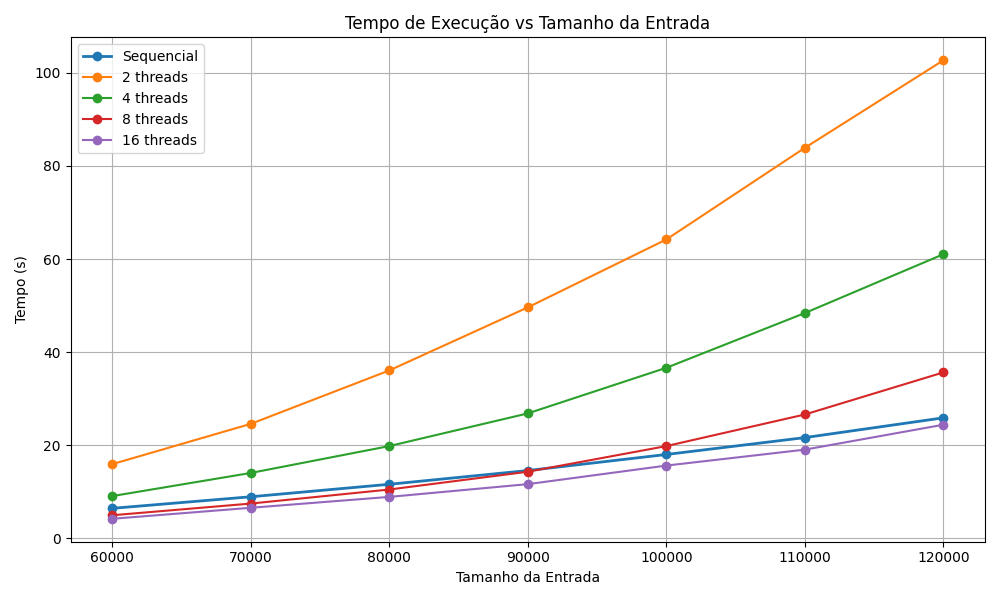 Tempo de Execução vs Tamanho da Entrada
Sequencial
2 threads
4 threads
8 threads
16 threads
100
80
60
40
20
0
Tempo (s)
60000
70000
80000
90000
100000
110000
120000
Tamanho da Entrada